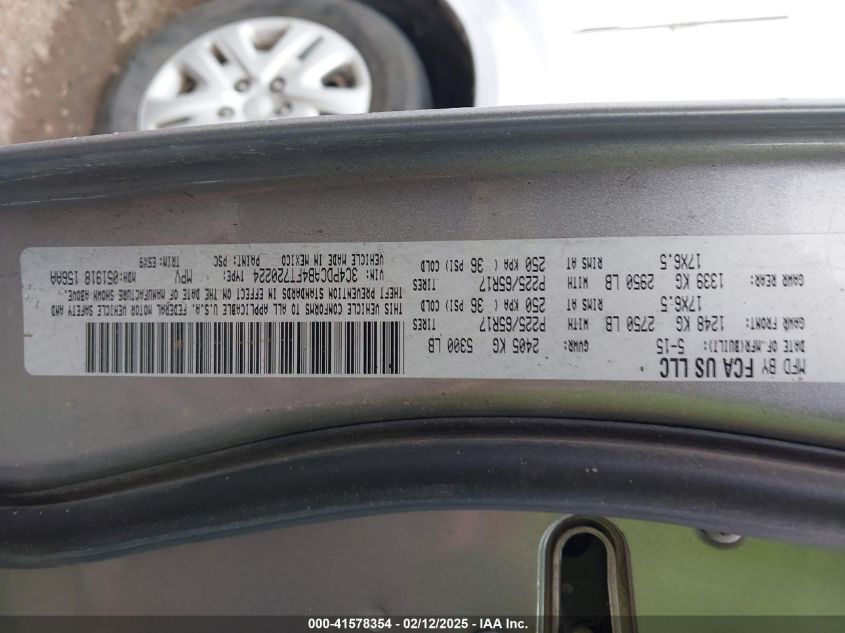 MFD BY FCA US LLC
DATE OF MFR(BUILT): 5-15 GVWR: 2405 KG 5300 LB
GAWR FRONT: 1248 KG 2750 LB WITH P225/65R17 TIRES
17X6.5 RIMS AT 250 KPA( 36 PSI) COLD
GAWR REAR: 1339 KG 2950 LB WITH P225/65R17 TIRES
17X6.5 RIMS AT 250 KPA( 36 PSI) COLD
THIS VEHICLE CONFORMS TO ALL APPLICABLE U.S.A. FEDERAL MOTOR VEHICLE SAFETY AND
THEFT PREVENTION STANDARDS IN EFFECT ON THE DATE OF MANUFACTURE SHOWN ABOVE.
VIN: 3C4PDCAB4FT720224 TYPE: MPV MDH:051918 156AA
VEHICLE MADE IN MEXICO PAINT: PSC TRIM: E5X9
000-41578354 - 02/12/2025 - IAA Inc.